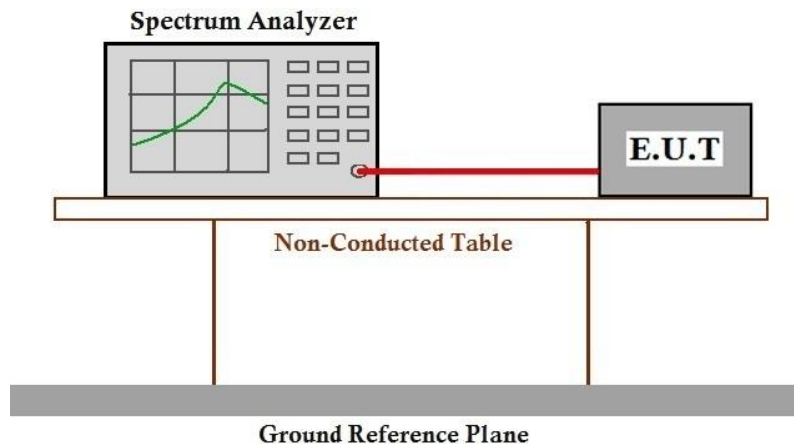 Spectrum Analyzer
E.U.T
Non-Conducted Table
Ground Reference Plane